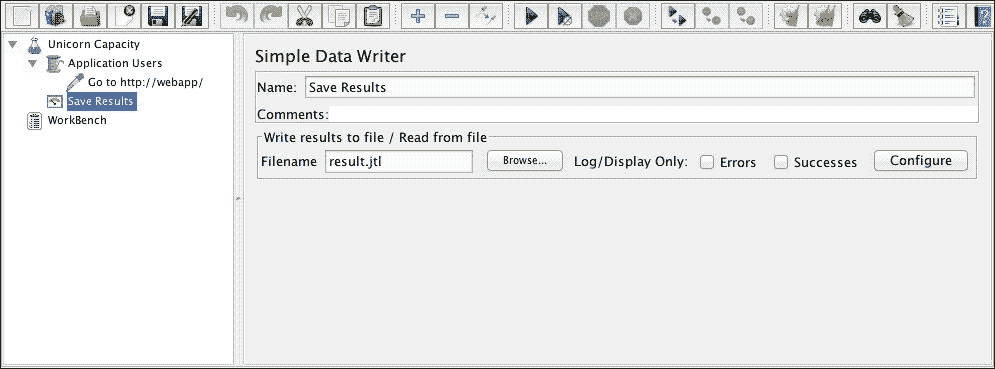 Unicorn Capacity
Application Users
Go to http://webapp/
Save Results
WorkBench
Simple Data Writer
Name: Save Results
Comments:
Write results to file / Read from file
Filename result.jtl Browse... Log/Display Only: Errors Successes Configure